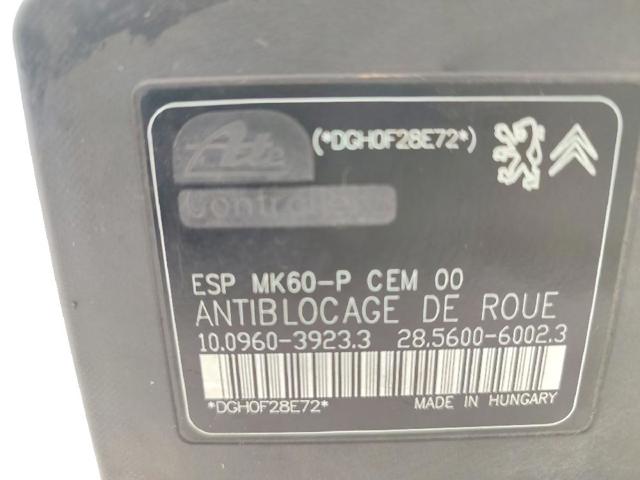 Ate (*DGH0F28E72*)
Controller
ESP MK60-P CEM 00
ANTIBLOCAGE DE ROUE
10.0960-3923.3 28.5600-6002.3
*DGH0F28E72* MADE IN HUNGARY